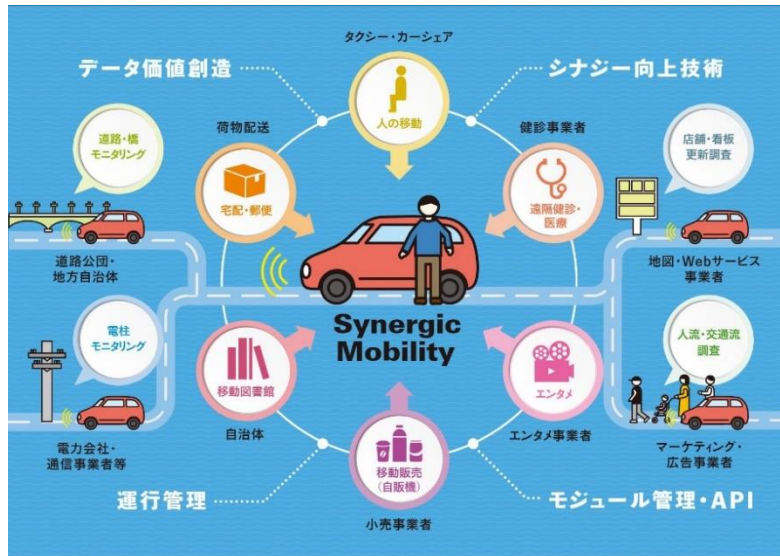 タクシー・カーシェア
データ価値創造
シナジー向上技術
人の移動
荷物配送
健診事業者
道路・橋
モニタリング
店舗・看板
更新調査
宅配・郵便
遠隔健診・
医療
道路公団・
地方自治体
地図・Webサービス
事業者
Synergic
Mobility
電柱
モニタリング
人流・交通流
調査
移動図書館
エンタメ
自治体
エンタメ事業者
電力会社・
通信事業者等
マーケティング・
広告事業者
移動販売
(自販機)
運行管理
モジュール管理・API
小売事業者